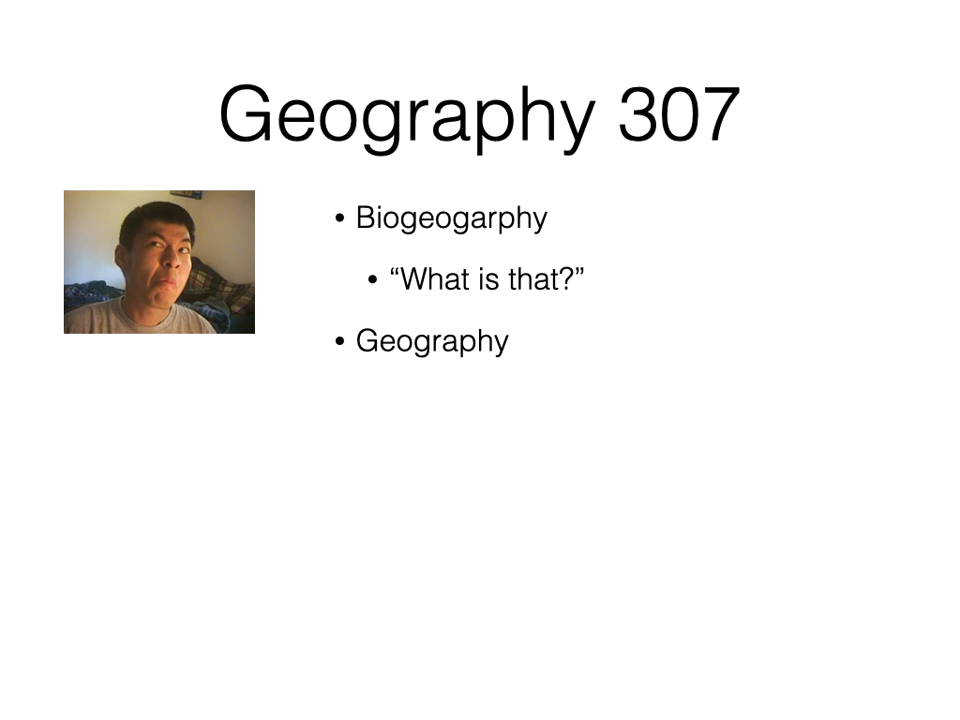 Geography 307
• Biogeogarphy
• “What is that?”
• Geography